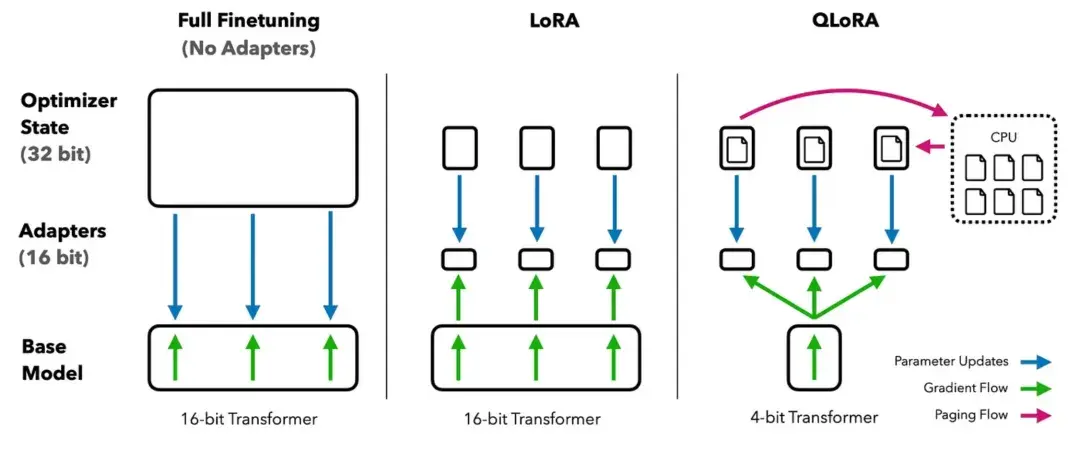 Full Finetuning
(No Adapters)
LoRA
QLoRA
Optimizer
State
(32 bit)
CPU
Adapters
(16 bit)
Base
Model
Parameter Updates
Gradient Flow
Paging Flow
16-bit Transformer
16-bit Transformer
4-bit Transformer